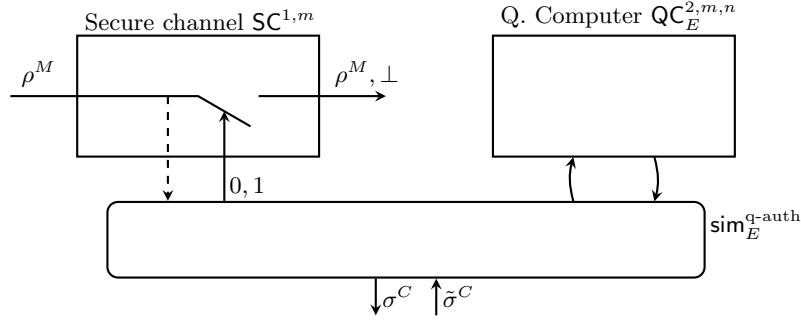 Secure channel SC^{1,m}
Q. Computer QC_E^{2,m,n}
ρ^M
ρ^M, ⊥
0, 1
sim_E^{q-auth}
σ^C
σ̃^C